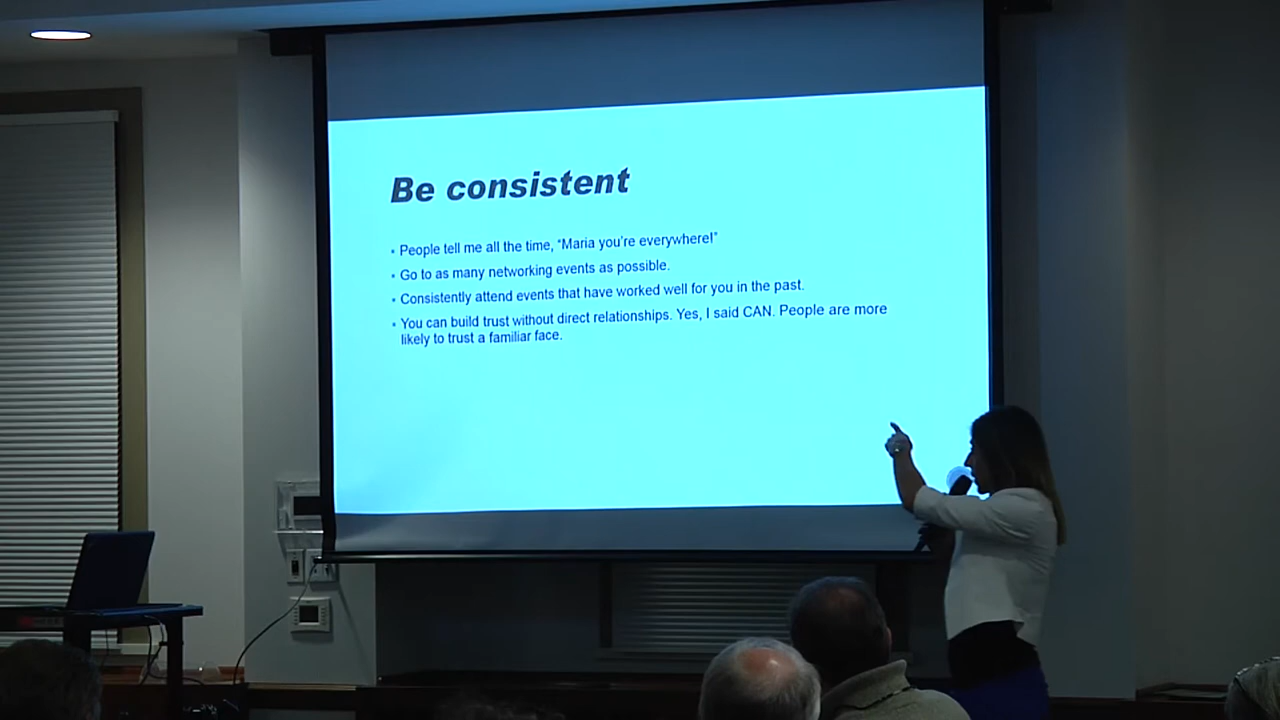 Be consistent
• People tell me all the time, “Maria you're everywhere!”
• Go to as many networking events as possible.
• Consistently attend events that have worked well for you in the past.
• You can build trust without direct relationships. Yes, I said CAN. People are more
likely to trust a familiar face.